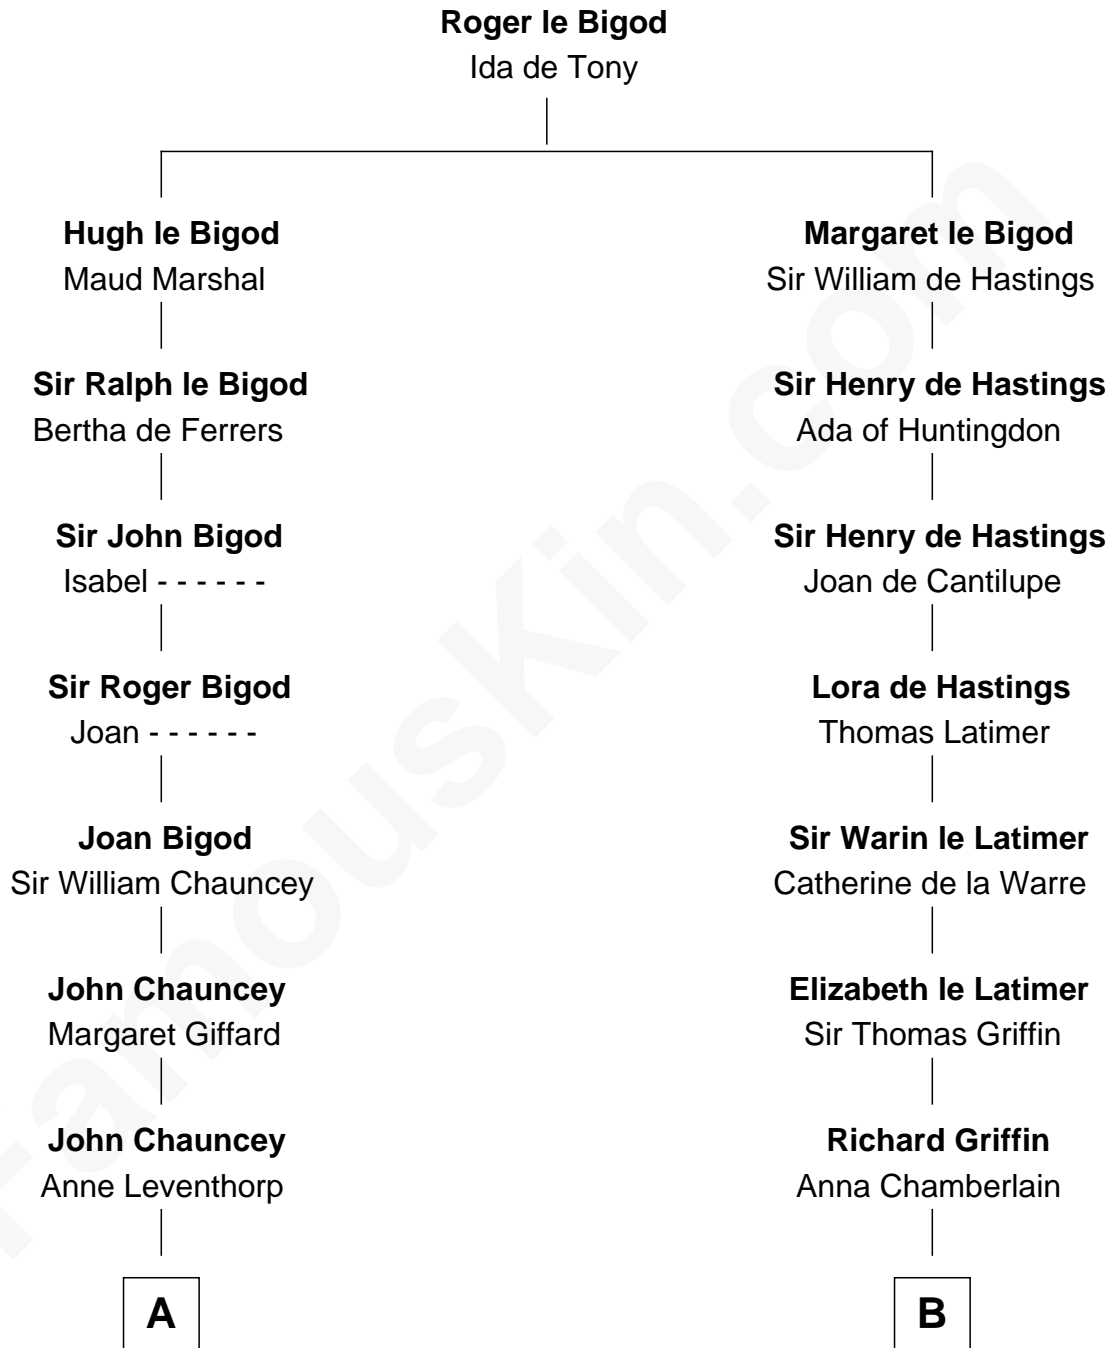 Roger le Bigod
Ida de Tony
Hugh le Bigod
Maud Marshal
Margaret le Bigod
Sir William de Hastings
Sir Ralph le Bigod
Bertha de Ferrers
Sir Henry de Hastings
Ada of Huntingdon
Sir John Bigod
Isabel - - - - - -
Sir Henry de Hastings
Joan de Cantilupe
Sir Roger Bigod
Joan - - - - - -
Lora de Hastings
Thomas Latimer
Joan Bigod
Sir William Chauncey
Sir Warin le Latimer
Catherine de la Warre
John Chauncey
Margaret Giffard
Elizabeth le Latimer
Sir Thomas Griffin
John Chauncey
Anne Leventhorp
Richard Griffin
Anna Chamberlain
A
B
FamousKin.com